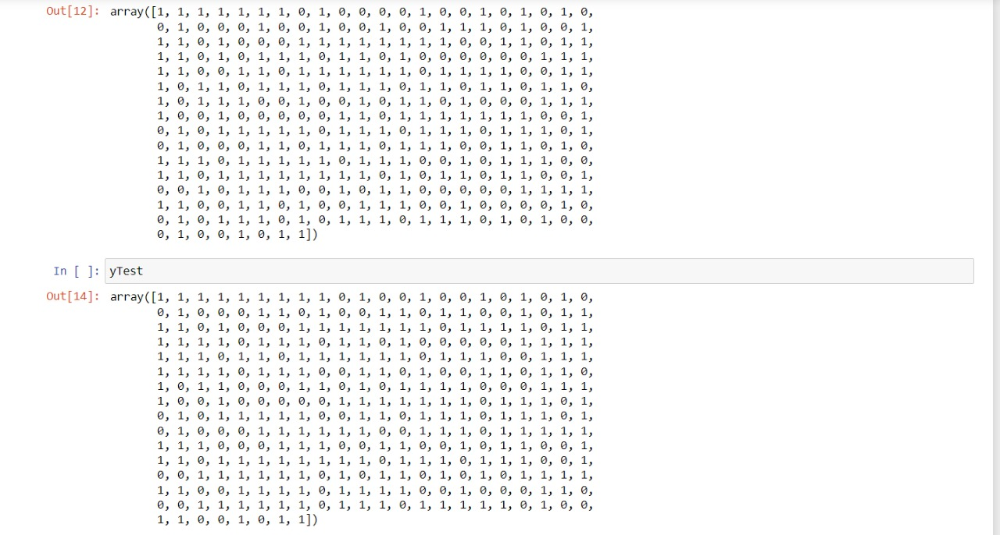 Out[12]: array([1, 1, 1, 1, 1, 1, 1, 0, 1, 0, 0, 0, 0, 1, 0, 0, 1, 0, 1, 0, 1, 0,
0, 1, 0, 0, 0, 1, 0, 0, 1, 0, 0, 1, 0, 0, 1, 1, 1, 0, 1, 0, 0, 1,
1, 1, 0, 1, 0, 0, 0, 1, 1, 1, 1, 1, 1, 1, 1, 0, 0, 1, 1, 0, 1, 1,
1, 1, 0, 1, 0, 1, 1, 1, 0, 1, 1, 0, 1, 0, 0, 0, 0, 0, 0, 1, 1, 1,
1, 1, 0, 0, 1, 1, 0, 1, 1, 1, 1, 1, 1, 0, 1, 1, 1, 1, 0, 0, 1, 1,
1, 0, 1, 1, 0, 1, 1, 1, 0, 1, 1, 1, 0, 1, 1, 0, 1, 1, 0, 1, 1, 0,
1, 0, 1, 1, 1, 0, 0, 1, 0, 0, 1, 0, 1, 1, 0, 1, 0, 0, 0, 1, 1, 1,
1, 0, 0, 1, 0, 0, 0, 0, 0, 1, 1, 0, 1, 1, 1, 1, 1, 1, 1, 0, 0, 1,
0, 1, 0, 1, 1, 1, 1, 1, 0, 1, 1, 1, 0, 1, 1, 1, 0, 1, 1, 1, 0, 1,
0, 1, 0, 0, 0, 1, 1, 0, 1, 1, 1, 0, 1, 1, 1, 0, 0, 1, 1, 0, 1, 0,
1, 1, 1, 0, 1, 1, 1, 1, 1, 0, 1, 1, 1, 0, 0, 1, 0, 1, 1, 1, 0, 0,
1, 1, 0, 1, 1, 1, 1, 1, 1, 1, 1, 0, 1, 0, 1, 1, 0, 1, 1, 0, 0, 1,
0, 0, 1, 0, 1, 1, 1, 0, 0, 1, 0, 1, 1, 0, 0, 0, 0, 0, 1, 1, 1, 1,
1, 1, 0, 0, 1, 1, 0, 1, 0, 0, 1, 1, 1, 0, 0, 1, 0, 0, 0, 0, 1, 0,
0, 1, 0, 1, 1, 1, 0, 1, 0, 1, 1, 1, 0, 1, 1, 1, 0, 1, 0, 1, 0, 0,
0, 1, 0, 0, 1, 0, 1, 1])
In [ ]: yTest
Out[14]: array([1, 1, 1, 1, 1, 1, 1, 1, 1, 0, 1, 0, 0, 1, 0, 0, 1, 0, 1, 0, 1, 0,
0, 1, 0, 0, 0, 1, 1, 0, 1, 0, 0, 1, 1, 0, 1, 1, 0, 0, 1, 0, 1, 1,
1, 1, 0, 1, 0, 0, 0, 1, 1, 1, 1, 1, 1, 1, 0, 1, 1, 1, 1, 0, 1, 1,
1, 1, 1, 1, 0, 1, 1, 1, 0, 1, 1, 0, 1, 0, 0, 0, 0, 0, 1, 1, 1, 1,
1, 1, 1, 0, 1, 1, 0, 1, 1, 1, 1, 1, 1, 0, 1, 1, 1, 0, 0, 1, 1, 1,
1, 1, 1, 1, 0, 1, 1, 1, 0, 0, 1, 1, 0, 1, 0, 0, 1, 1, 0, 1, 1, 0,
1, 0, 1, 1, 0, 0, 0, 1, 1, 0, 1, 0, 1, 1, 1, 1, 0, 0, 0, 1, 1, 1,
1, 0, 0, 1, 0, 0, 0, 0, 0, 1, 1, 1, 1, 1, 1, 1, 0, 1, 1, 1, 0, 1,
0, 1, 0, 1, 1, 1, 1, 1, 0, 0, 1, 1, 0, 1, 1, 1, 0, 1, 1, 1, 0, 1,
0, 1, 0, 0, 0, 1, 1, 1, 1, 1, 1, 0, 0, 1, 1, 1, 0, 1, 1, 1, 1, 1,
1, 1, 1, 0, 0, 0, 1, 1, 1, 0, 0, 1, 1, 0, 0, 1, 0, 1, 1, 0, 0, 1,
1, 1, 0, 1, 1, 1, 1, 1, 1, 1, 1, 0, 1, 1, 1, 0, 1, 1, 1, 0, 0, 1,
0, 0, 1, 1, 1, 1, 1, 1, 0, 1, 0, 1, 1, 0, 1, 0, 1, 0, 1, 1, 1, 1,
1, 1, 0, 0, 1, 1, 1, 1, 0, 1, 1, 1, 1, 0, 0, 1, 0, 0, 0, 1, 1, 0,
0, 0, 1, 1, 1, 1, 1, 1, 0, 1, 1, 1, 0, 1, 1, 1, 1, 1, 0, 1, 0, 0,
1, 1, 0, 0, 1, 0, 1, 1])